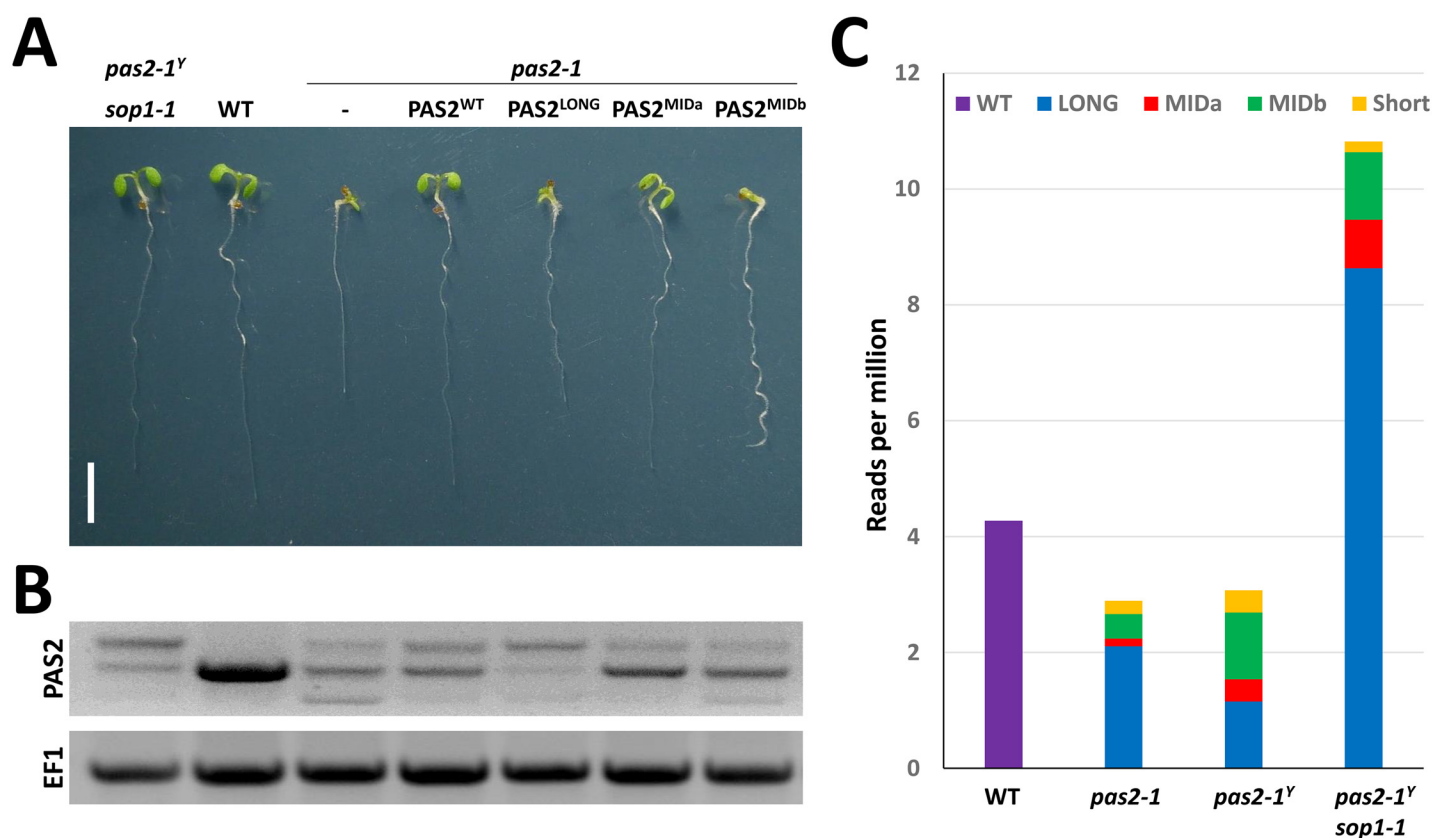 A
pas2-1Y pas2-1
sop1-1 WT - PAS2WT PAS2LONG PAS2MIDa PAS2MIDb
B
PAS2
EF1
C
12
WT LONG MIDa MIDb Short
10
8
6
4
2
0
Reads per million
WT pas2-1 pas2-1Y pas2-1Y
sop1-1